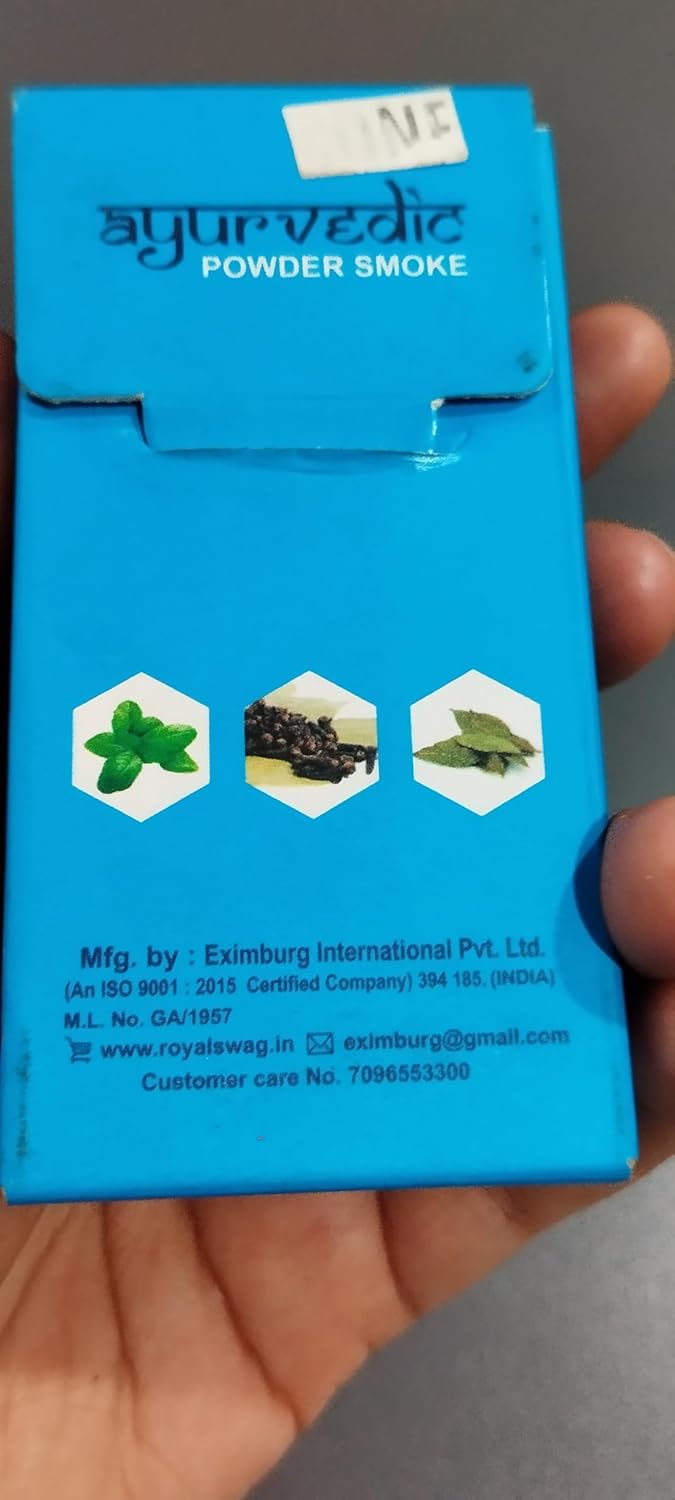 ayurvedic
POWDER SMOKE
Mfg. by : Eximburg International Pvt. Ltd.
(An ISO 9001 : 2015 Certified Company) 394 185. (INDIA)
M.L. No. GA/1957
www.royalswag.in eximburg@gmail.com
Customer care No. 7096553300